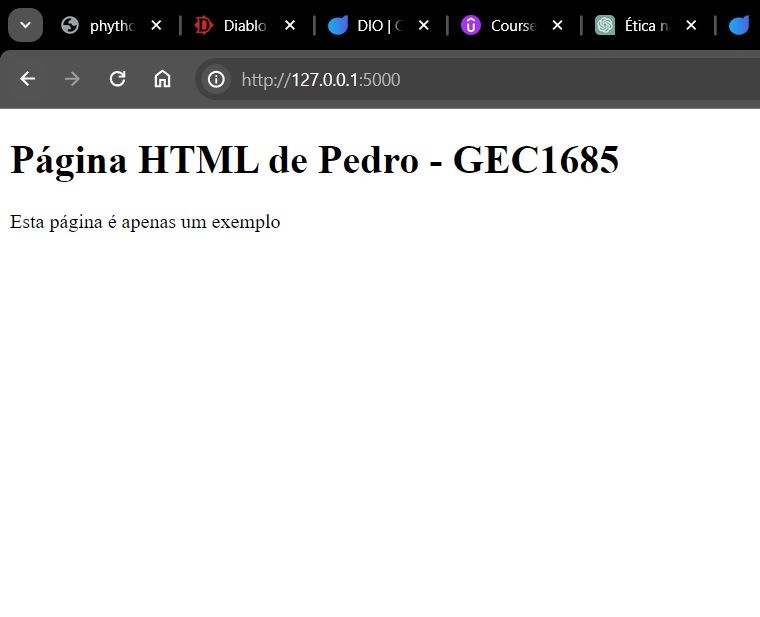 phytho Diablo DIO | Course Ética n
http://127.0.0.1:5000
Página HTML de Pedro - GEC1685
Esta página é apenas um exemplo